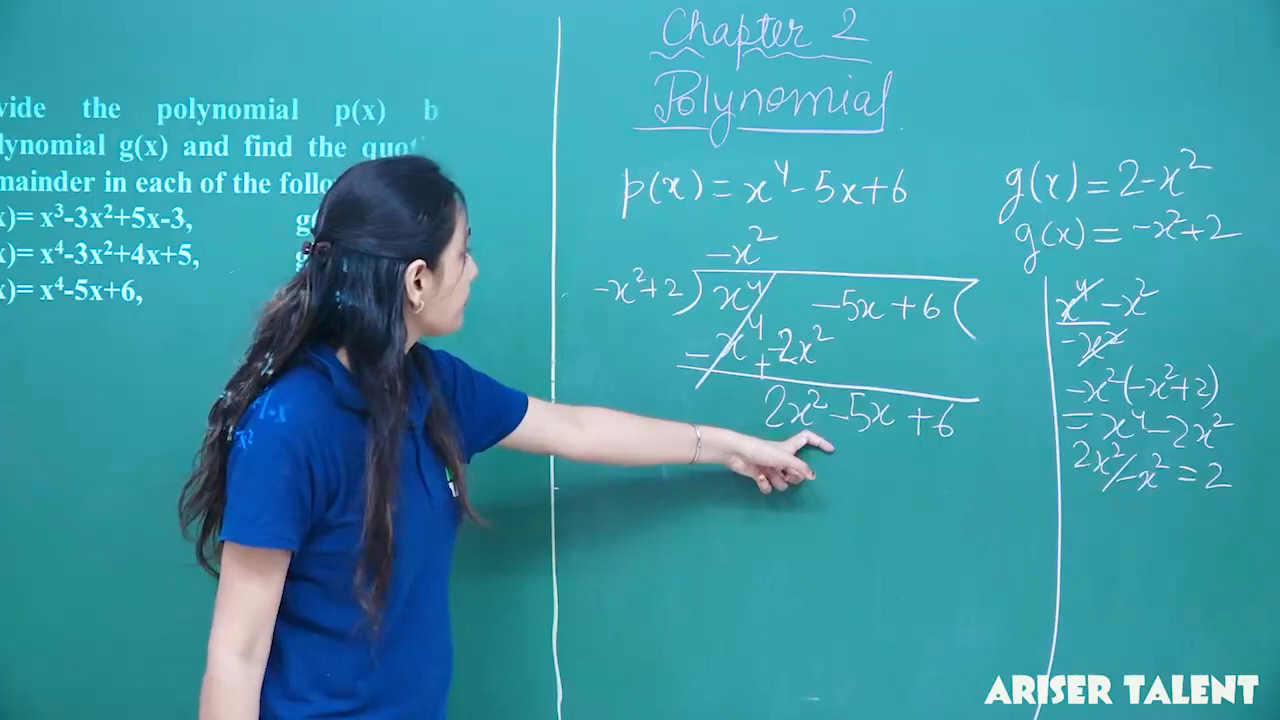 vide the polynomial p(x) b
lynomial g(x) and find the quot
mainder in each of the follo
x)= x³-3x²+5x-3, g(
x)= x⁴-3x²+4x+5, g
x)= x⁴-5x+6,
Chapter 2
Polynomial
p(x) = x⁴-5x+6
g(x) = 2-x²
g(x) = -x²+2
-x²
-x²+2) x⁴ -5x+6 (
- x⁴ + -2x²
2x²-5x+6
x⁴ -x²
-x²
-x²(-x²+2)
= x⁴-2x²
2x²/-x² = 2
ARISER TALENT